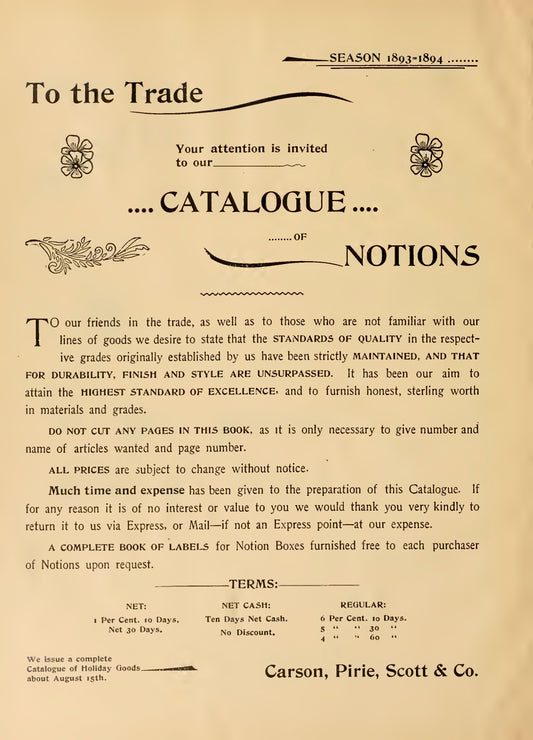 SEASON 1893-1894 ........
To the Trade
Your attention is invited
to our
.... CATALOGUE ....
........ OF
NOTIONS
TO our friends in the trade, as well as to those who are not familiar with our
lines of goods we desire to state that the STANDARDS OF QUALITY in the respect-
ive grades originally established by us have been strictly MAINTAINED, AND THAT
FOR DURABILITY, FINISH AND STYLE ARE UNSURPASSED. It has been our aim to
attain the HIGHEST STANDARD OF EXCELLENCE, and to furnish honest, sterling worth
in materials and grades.
DO NOT CUT ANY PAGES IN THIS BOOK, as it is only necessary to give number and
name of articles wanted and page number.
ALL PRICES are subject to change without notice.
Much time and expense has been given to the preparation of this Catalogue. If
for any reason it is of no interest or value to you we would thank you very kindly to
return it to us via Express, or Mail—if not an Express point—at our expense.
A COMPLETE BOOK OF LABELS for Notion Boxes furnished free to each purchaser
of Notions upon request.
TERMS:
NET:
1 Per Cent. 10 Days,
Net 30 Days.
NET CASH:
Ten Days Net Cash.
No Discount.
REGULAR:
6 Per Cent. 10 Days.
5 " " 30 "
4 " " 60 "
We issue a complete
Catalogue of Holiday Goods
about August 15th.
Carson, Pirie, Scott & Co.